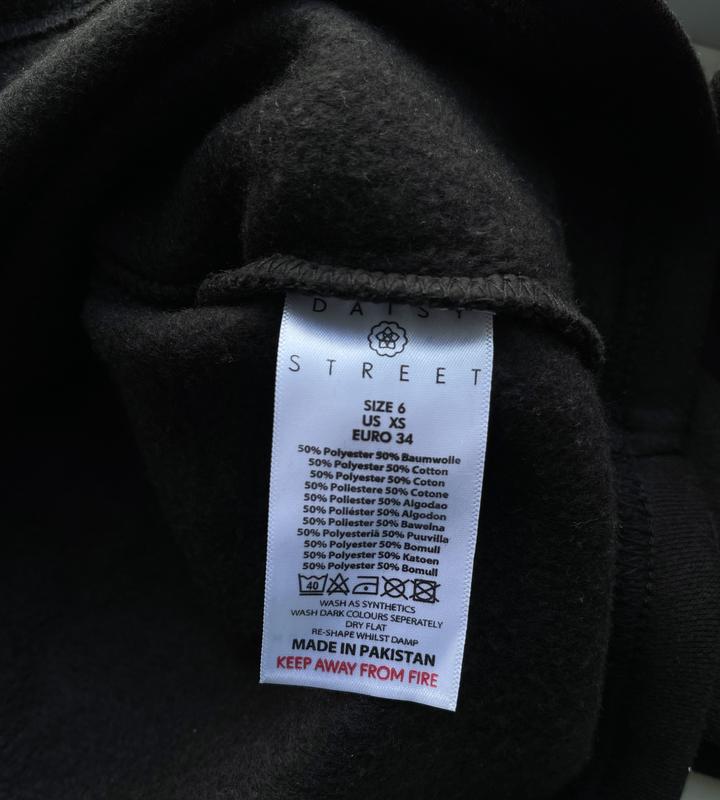 DAISY
STREET
SIZE 6
US XS
EURO 34
50% Polyester 50% Baumwolle
50% Polyester 50% Cotton
50% Polyester 50% Coton
50% Poliestere 50% Cotone
50% Poliester 50% Algodao
50% Poliéster 50% Algodon
50% Poliester 50% Bawelna
50% Polyesteriä 50% Puuvilla
50% Polyester 50% Bomull
50% Polyester 50% Katoen
50% Polyester 50% Bomull
40
WASH AS SYNTHETICS
WASH DARK COLOURS SEPERATELY
DRY FLAT
RE-SHAPE WHILST DAMP
MADE IN PAKISTAN
KEEP AWAY FROM FIRE